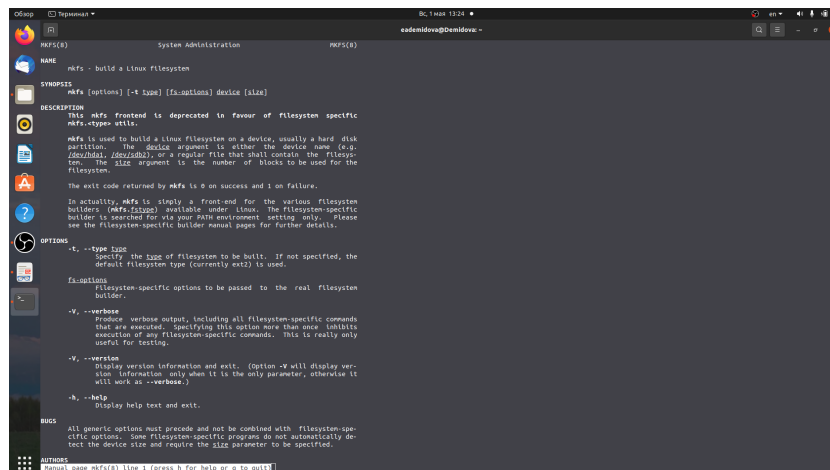 Обзор Терминал Вс, 1 мая 13:24 en
eademidova@Demidova: ~
MKFS(8) System Administration MKFS(8)
NAME
mkfs - build a Linux filesystem
SYNOPSIS
mkfs [options] [-t type] [fs-options] device [size]
DESCRIPTION
This mkfs frontend is deprecated in favour of filesystem specific
mkfs.<type> utils.
mkfs is used to build a Linux filesystem on a device, usually a hard disk
partition. The device argument is either the device name (e.g.
/dev/hda1, /dev/sdb2), or a regular file that shall contain the filesys-
tem. The size argument is the number of blocks to be used for the
filesystem.
The exit code returned by mkfs is 0 on success and 1 on failure.
In actuality, mkfs is simply a front-end for the various filesystem
builders (mkfs.fstype) available under Linux. The filesystem-specific
builder is searched for via your PATH environment setting only. Please
see the filesystem-specific builder manual pages for further details.
OPTIONS
-t, --type type
Specify the type of filesystem to be built. If not specified, the
default filesystem type (currently ext2) is used.
fs-options
Filesystem-specific options to be passed to the real filesystem
builder.
-V, --verbose
Produce verbose output, including all filesystem-specific commands
that are executed. Specifying this option more than once inhibits
execution of any filesystem-specific commands. This is really only
useful for testing.
-V, --version
Display version information and exit. (Option -V will display ver-
sion information only when it is the only parameter, otherwise it
will work as --verbose.)
-h, --help
Display help text and exit.
BUGS
All generic options must precede and not be combined with filesystem-spe-
cific options. Some filesystem-specific programs do not automatically de-
tect the device size and require the size parameter to be specified.
AUTHORS
Manual page mkfs(8) line 1 (press h for help or q to quit)